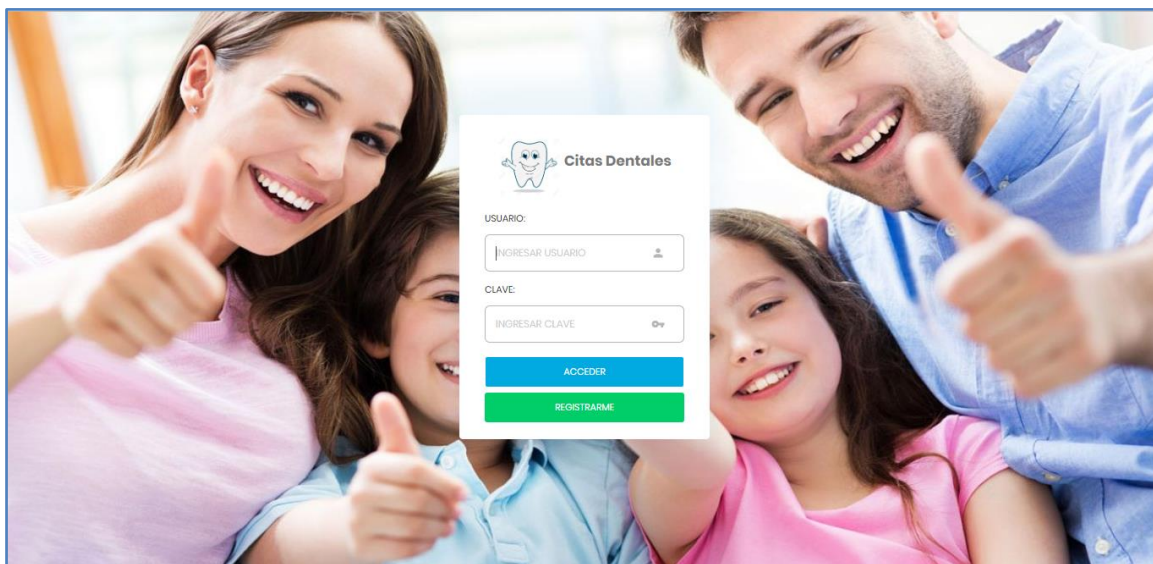 Citas Dentales
USUARIO:
INGRESAR USUARIO
CLAVE:
INGRESAR CLAVE
ACCEDER
REGISTRARME